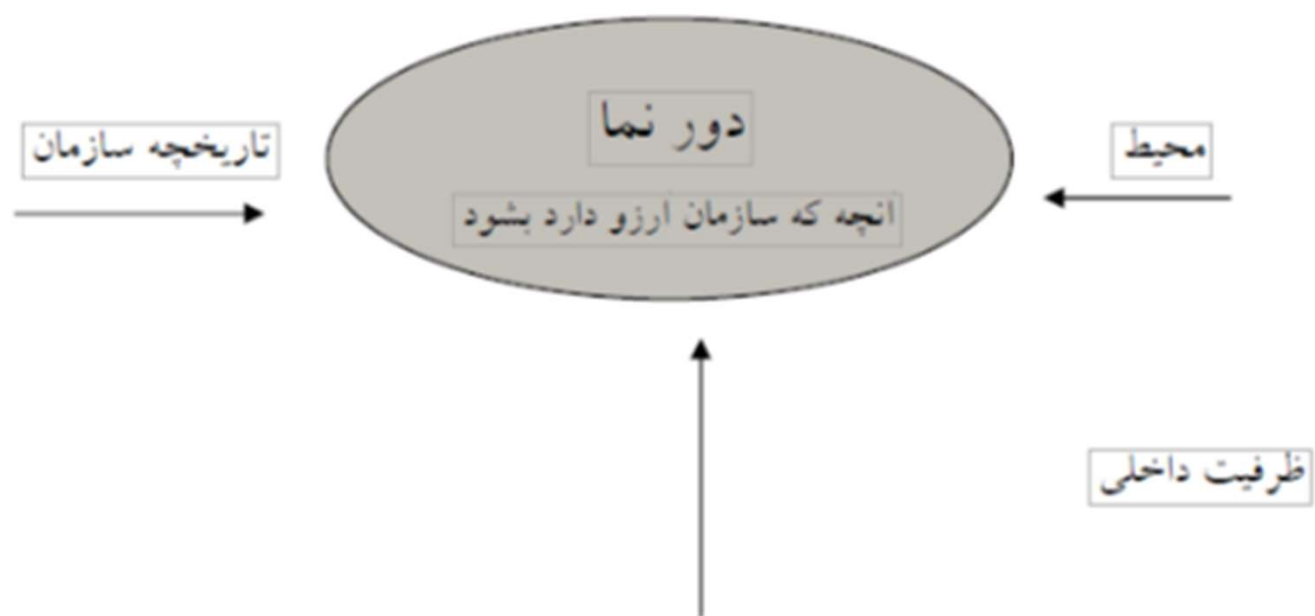 دور نما
انچه که سازمان ارزو دارد بشود
محیط
تاریخچه سازمان
ظرفیت داخلی